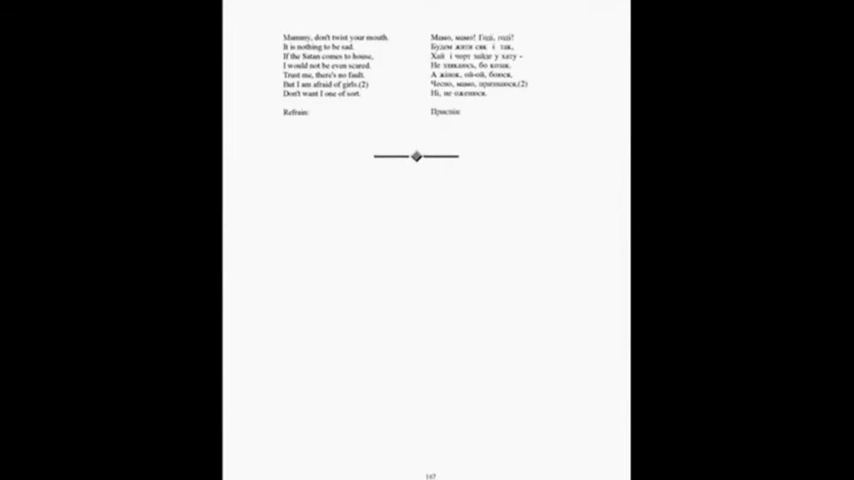 Mummy, don't twist your mouth.
It is nothing to be sad.
If the Satan comes to house,
I would not be even scared.
Trust me, there's no fault.
But I am afraid of girls.(2)
Don't want I one of sort.
Refrain:
Мамо, мамо! Годі, годі!
Будем жити сяк і так,
Хай і чорт зайде у хату -
Не злякаюсь, бо козак.
А жінок, ой-ой, боюся,
Чесно, мамо, признаюся,(2)
Ні, не оженюся.
Приспів:
167